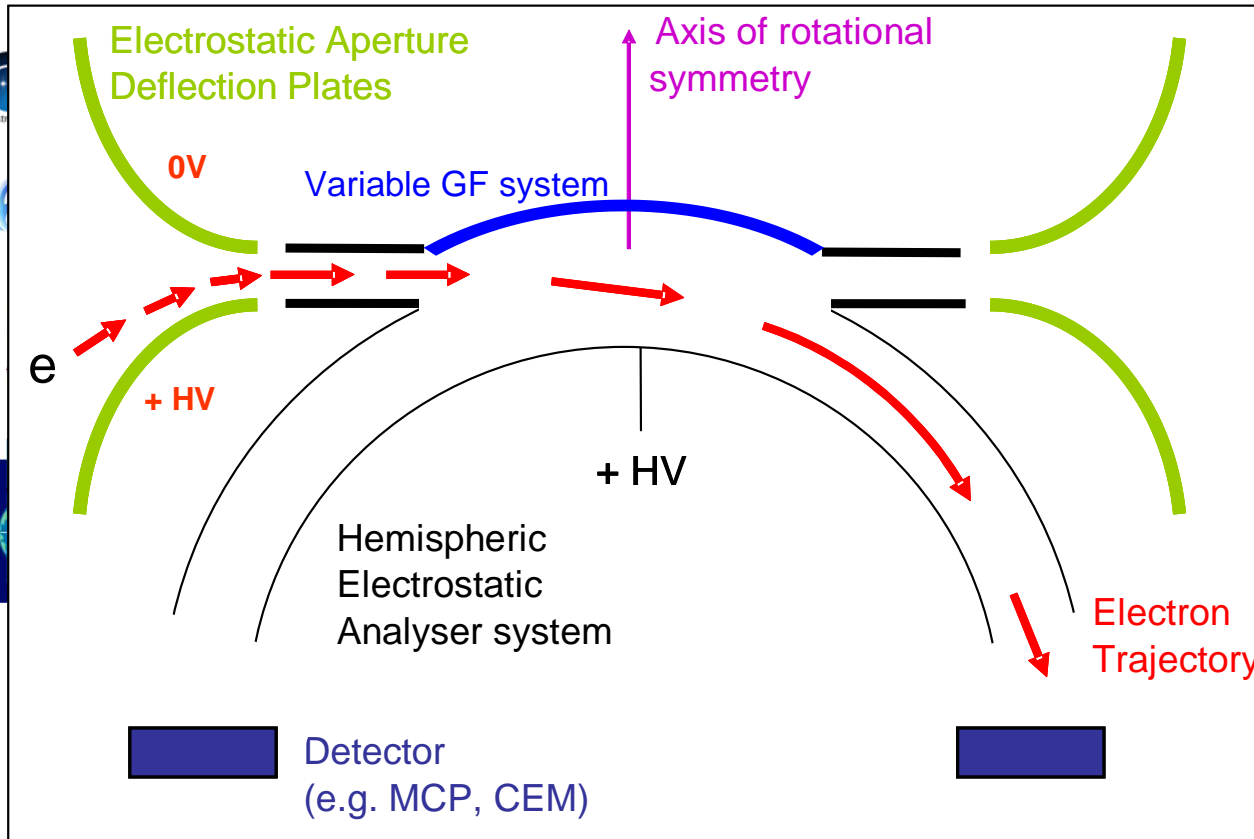 Electrostatic Aperture
Deflection Plates
Axis of rotational
symmetry
0V
Variable GF system
e
+ HV
+ HV
Hemispheric
Electrostatic
Analyser system
Electron
Trajectory
Detector
(e.g. MCP, CEM)